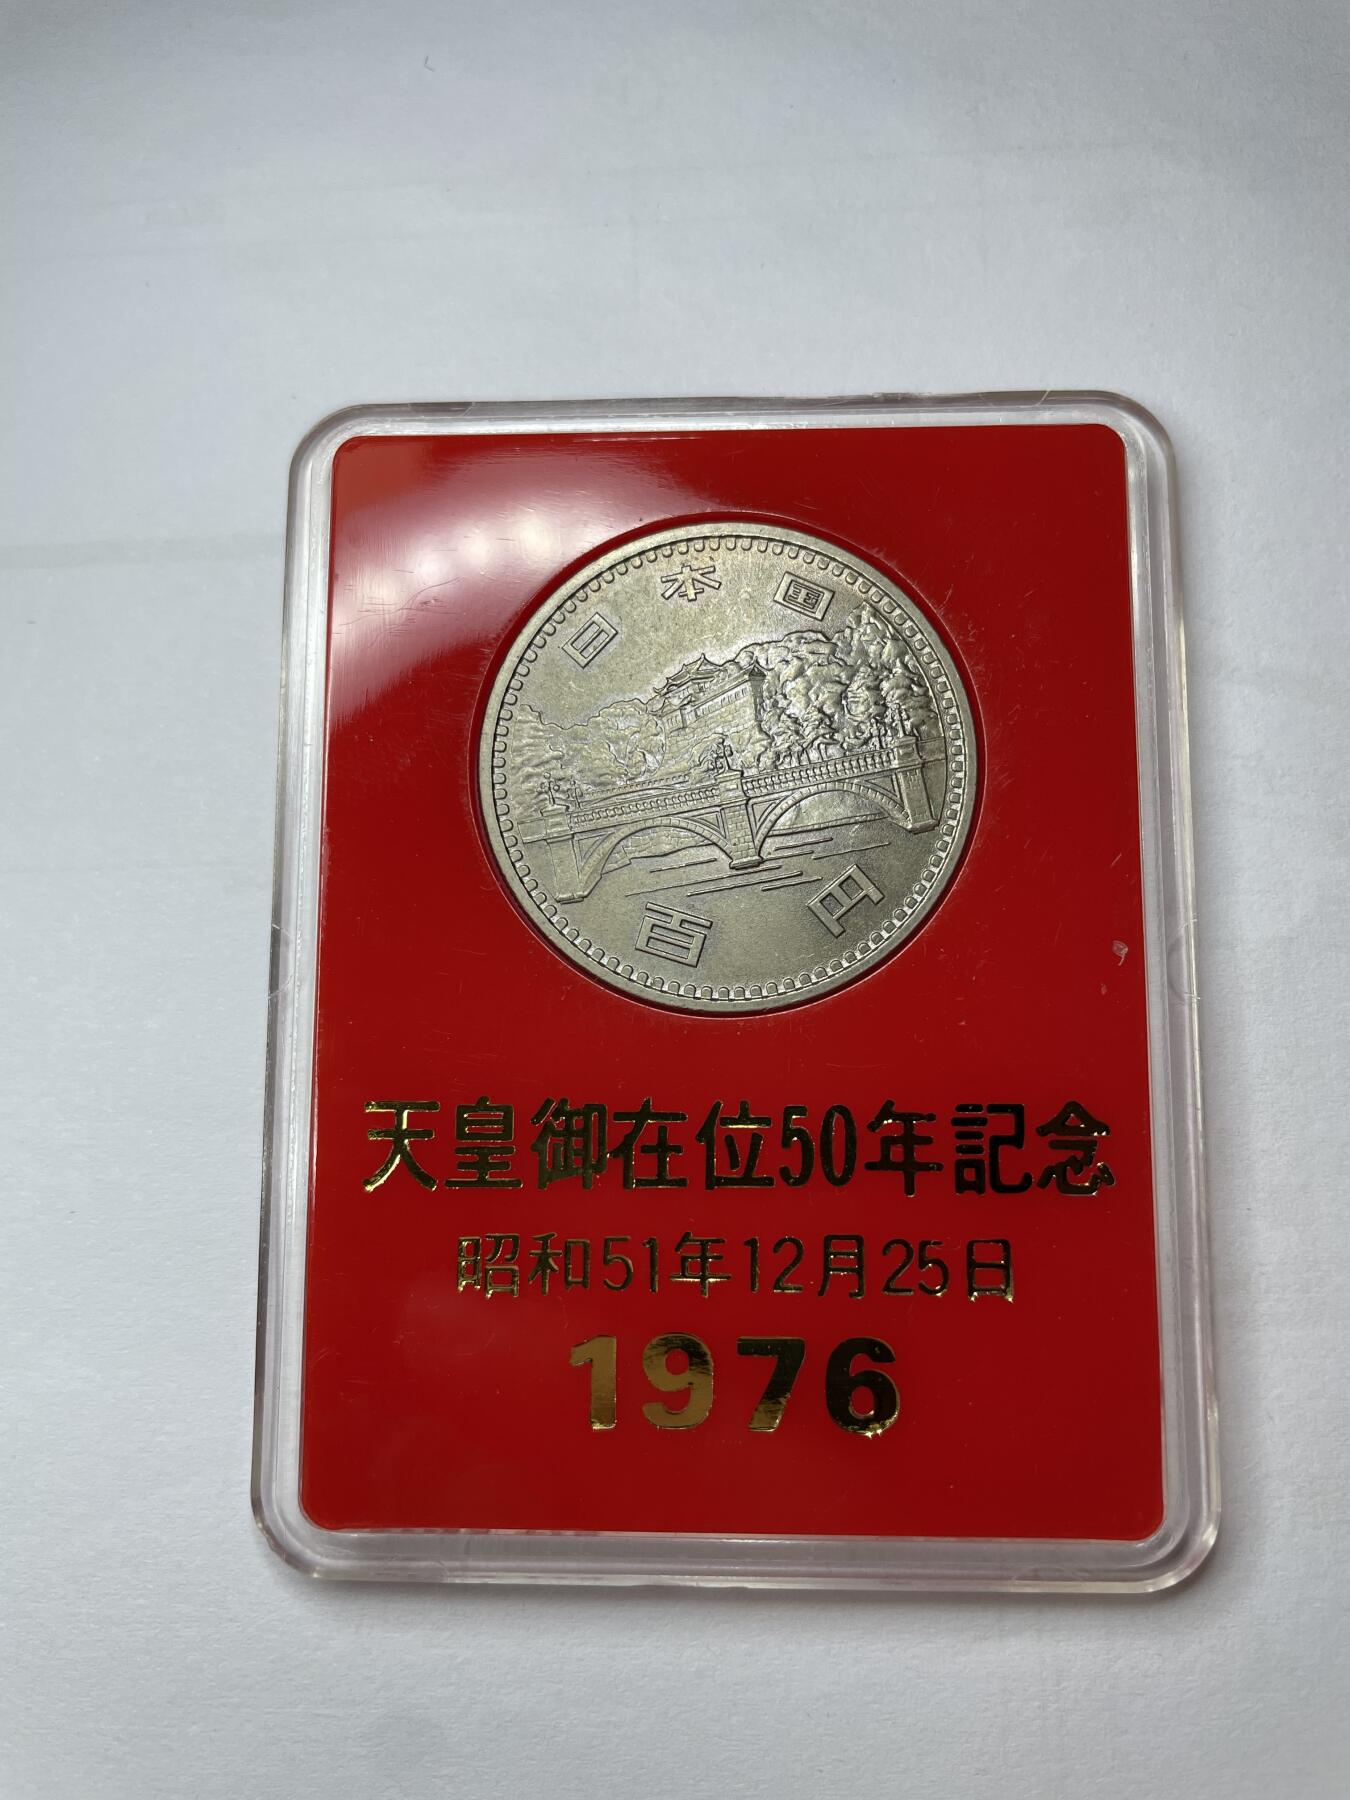 日本国
百円
天皇御在位50年記念
昭和51年12月25日
1976